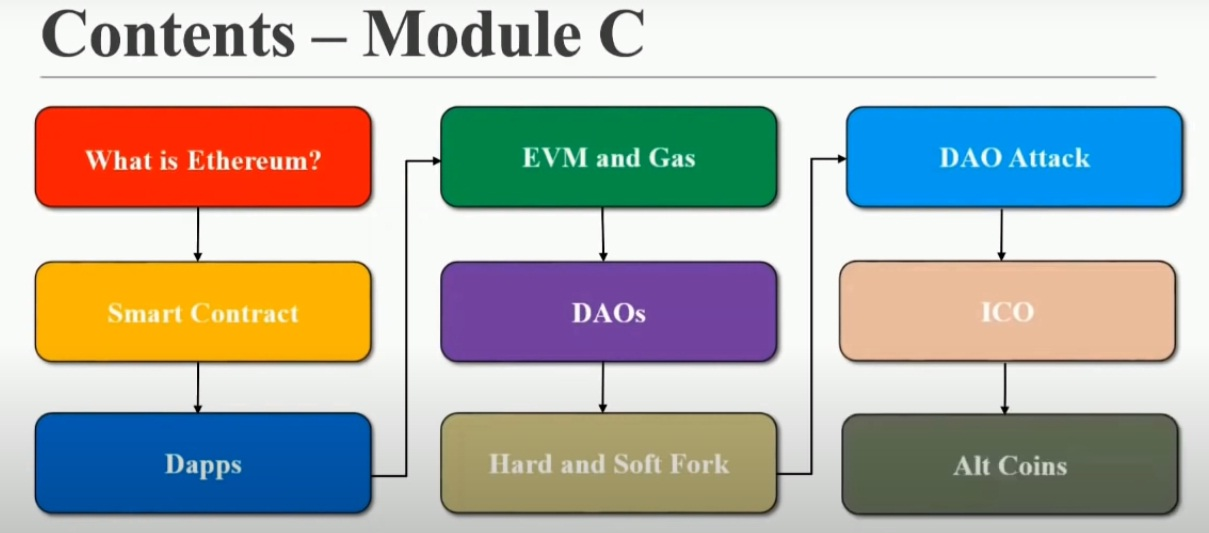 Contents – Module C
What is Ethereum?
Smart Contract
Dapps
EVM and Gas
DAOs
Hard and Soft Fork
DAO Attack
ICO
Alt Coins